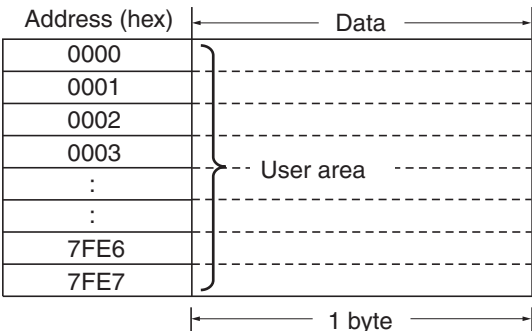 Address (hex) Data
0000
0001
0002
0003
User area
:
:
7FE6
7FE7
1 byte